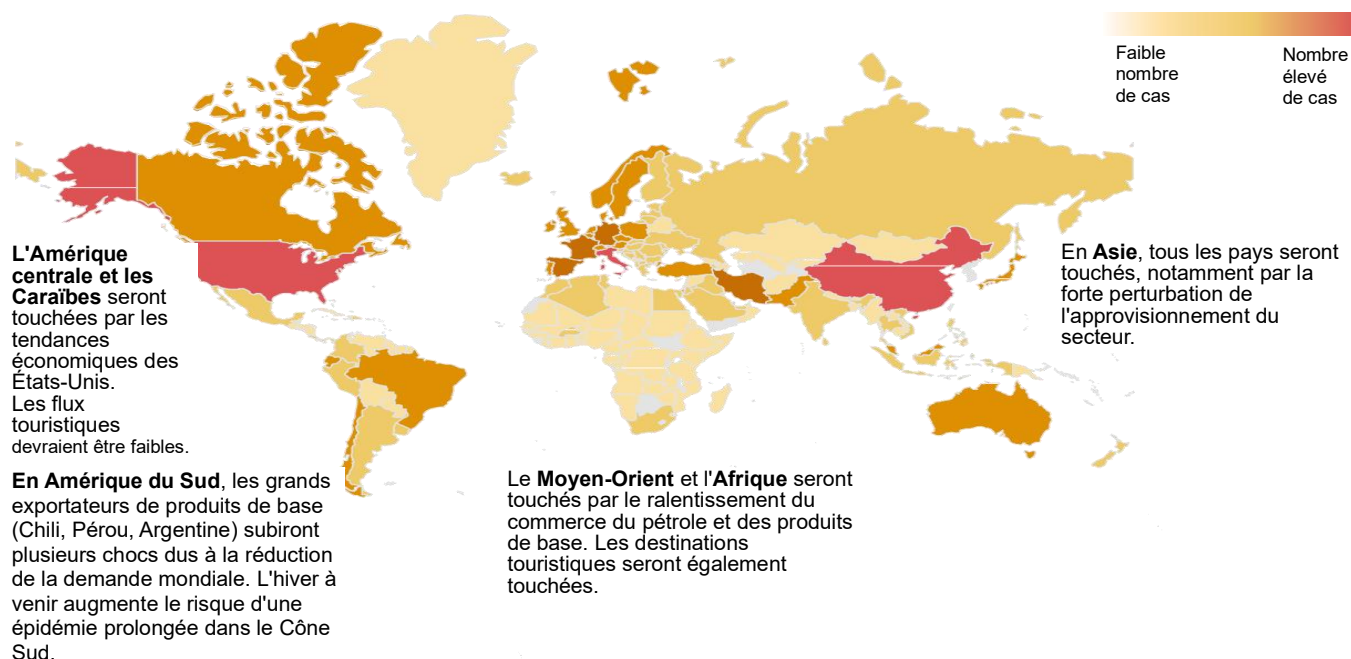 Faible
nombre
de cas
Nombre
élevé
de cas
L'Amérique
centrale et les
Caraïbes seront
touchées par les
tendances
économiques des
États-Unis.
Les flux
touristiques
devraient être faibles.
En Amérique du Sud, les grands
exportateurs de produits de base
(Chili, Pérou, Argentine) subiront
plusieurs chocs dus à la réduction
de la demande mondiale. L'hiver à
venir augmente le risque d'une
épidémie prolongée dans le Cône
Sud.
Le Moyen-Orient et l'Afrique seront
touchés par le ralentissement du
commerce du pétrole et des produits
de base. Les destinations
touristiques seront également
touchées.
En Asie, tous les pays seront
touchés, notamment par la
forte perturbation de
l'approvisionnement du
secteur.